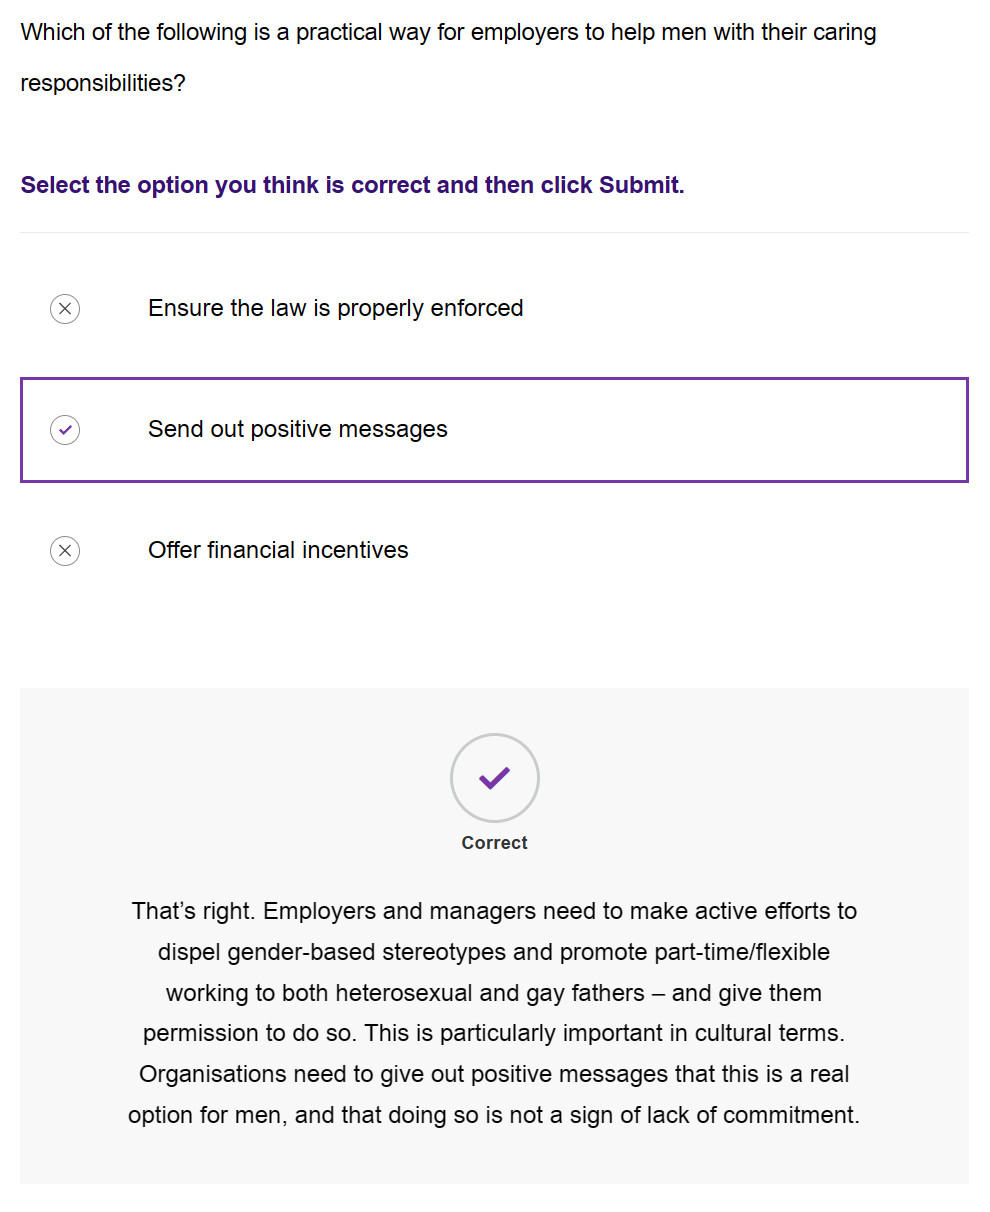 Which of the following is a practical way for employers to help men with their caring
responsibilities?
Select the option you think is correct and then click Submit.
Ensure the law is properly enforced
Send out positive messages
Offer financial incentives
Correct
That’s right. Employers and managers need to make active efforts to
dispel gender-based stereotypes and promote part-time/flexible
working to both heterosexual and gay fathers – and give them
permission to do so. This is particularly important in cultural terms.
Organisations need to give out positive messages that this is a real
option for men, and that doing so is not a sign of lack of commitment.